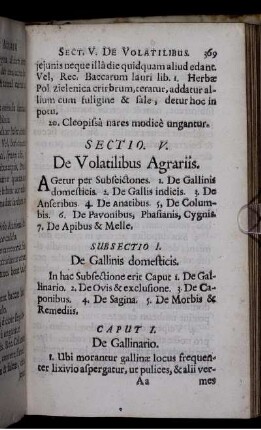 SECT. V. DE VOLATILIBUS. 369
jejunis neque illâ die quidquam aliud edant.
Vel, Rec. Baccarum lauri lib. 1. Herbæ
Pol zielenica teratur, addatur al-
lium cum fuligine & sale, detur hoc in
potu.
20. Cleopissâ nares modicè ungantur.
SECTIO. V.
De Volatilibus Agrariis.
AGetur per Subsectiones. 1. De Gallinis
domesticis. 2. De Gallis indicis. 3. De
Anseribus. 4. De Anatibus. 5. De Colum-
bis. 6. De Pavonibus, Phasianis, Cygnis.
7. De Apibus & Melle.
SUBSECTIO I.
De Gallinis domesticis.
In hac Subsectione erit Caput 1. De Gal-
linario. 2. De Ovis & exclusione. 3. De Ca-
ponibus. 4. De Sagina. 5. De Morbis &
Remediis.
CAPUT I.
De Gallinario.
1. Ubi morantur gallinæ locus frequen-
ter lixivio aspergatur, ut pulices, & alii ver-
Aa mes